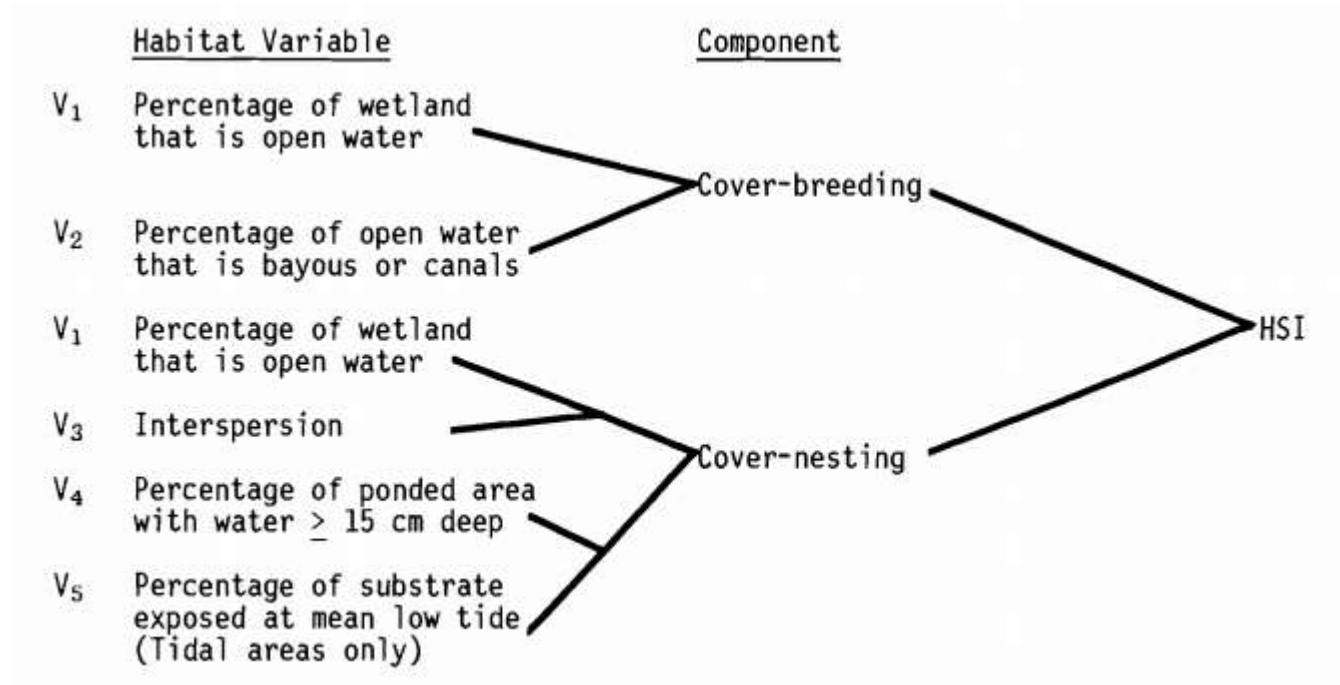 Habitat Variable Component
V₁ Percentage of wetland
that is open water
Cover-breeding
V₂ Percentage of open water
that is bayous or canals
V₁ Percentage of wetland
that is open water
HSI
V₃ Interspersion
Cover-nesting
V₄ Percentage of ponded area
with water ≥ 15 cm deep
V₅ Percentage of substrate
exposed at mean low tide
(Tidal areas only)